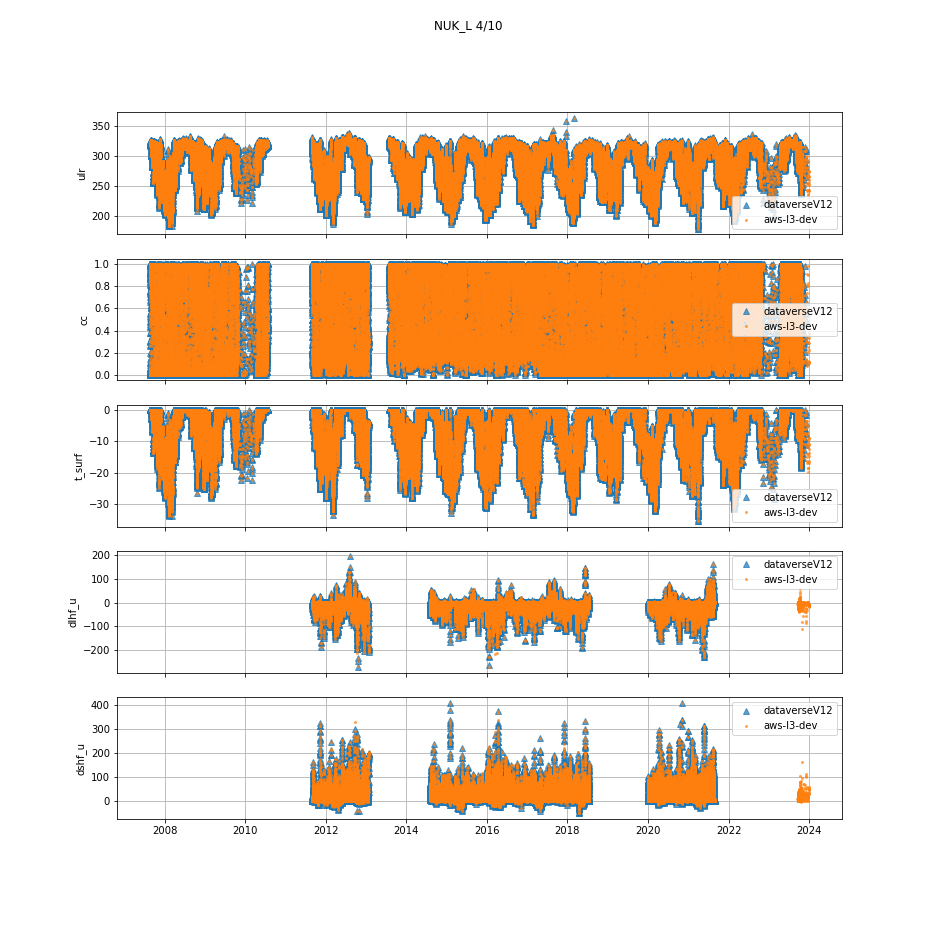 NUK_L 4/10
350
300
250
200
ulr
dataverseV12
aws-l3-dev
1.0
0.8
0.6
0.4
0.2
0.0
cc
dataverseV12
aws-l3-dev
0
−10
−20
−30
t_surf
dataverseV12
aws-l3-dev
200
100
0
−100
−200
dlhf_u
dataverseV12
aws-l3-dev
400
300
200
100
0
dshf_u
dataverseV12
aws-l3-dev
2008 2010 2012 2014 2016 2018 2020 2022 2024